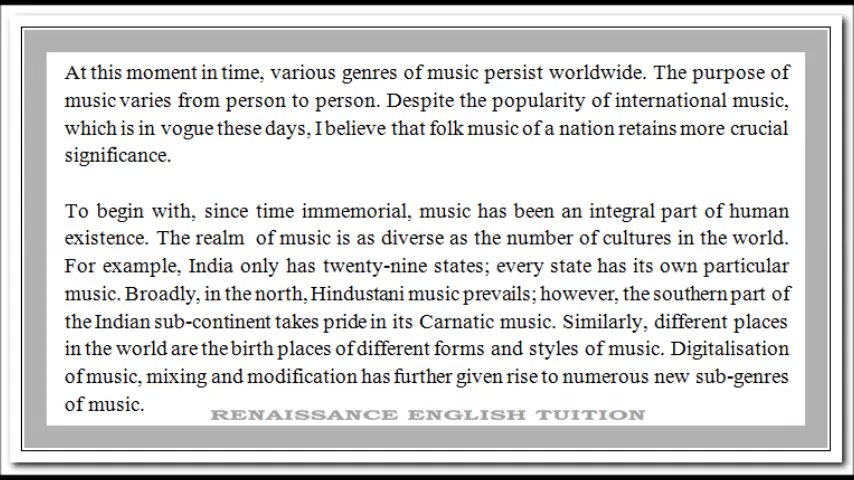 At this moment in time, various genres of music persist worldwide. The purpose of
music varies from person to person. Despite the popularity of international music,
which is in vogue these days, I believe that folk music of a nation retains more crucial
significance.
To begin with, since time immemorial, music has been an integral part of human
existence. The realm of music is as diverse as the number of cultures in the world.
For example, India only has twenty-nine states; every state has its own particular
music. Broadly, in the north, Hindustani music prevails; however, the southern part of
the Indian sub-continent takes pride in its Carnatic music. Similarly, different places
in the world are the birth places of different forms and styles of music. Digitalisation
of music, mixing and modification has further given rise to numerous new sub-genres
of music.
RENAISSANCE ENGLISH TUITION